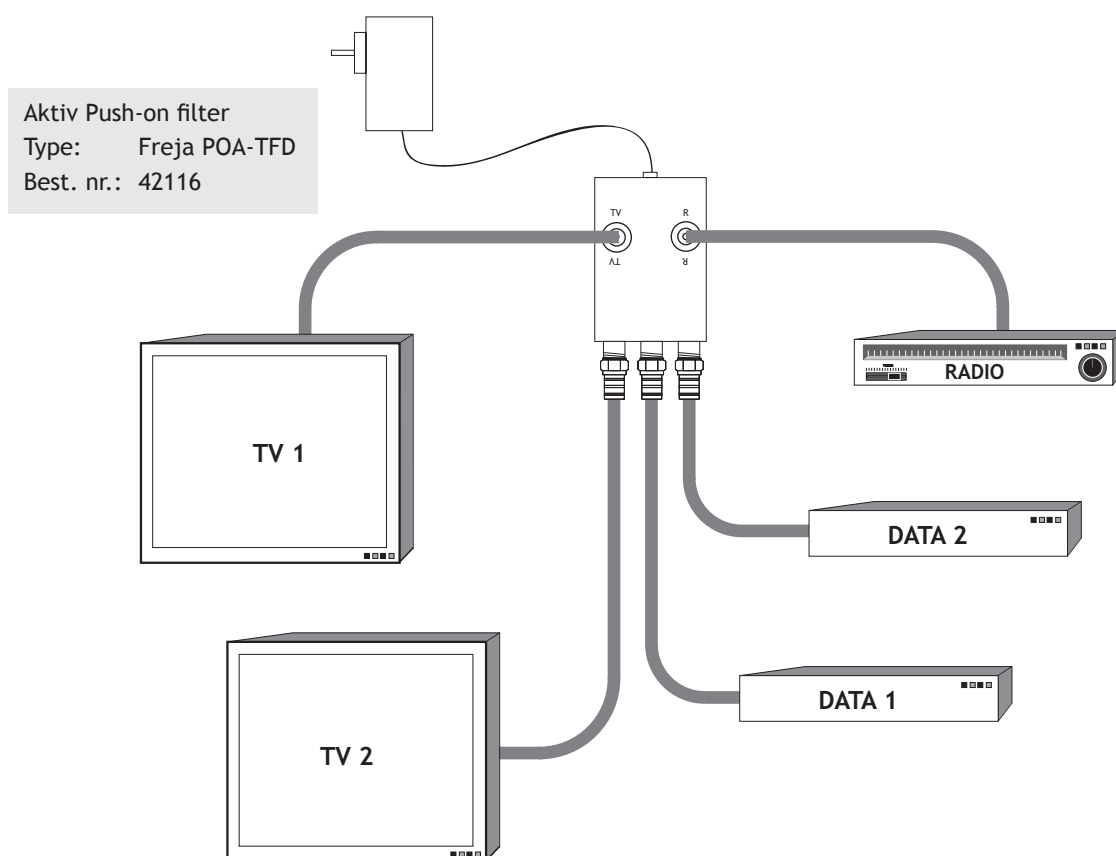 Aktiv Push-on filter
Type: Freja POA-TFD
Best. nr.: 42116
TV R
TV R
RADIO
TV 1
DATA 2
DATA 1
TV 2